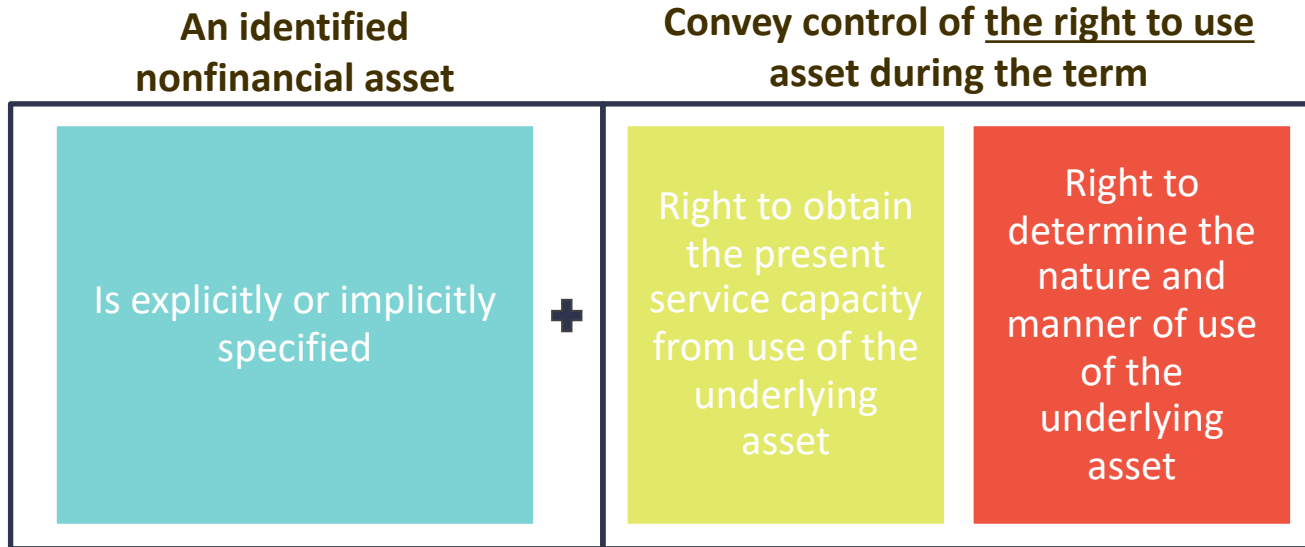 An identified
nonfinancial asset
Convey control of the right to use
asset during the term
Is explicitly or implicitly
specified
Right to obtain
the present
service capacity
from use of the
underlying
asset
Right to
determine the
nature and
manner of use
of the
underlying
asset